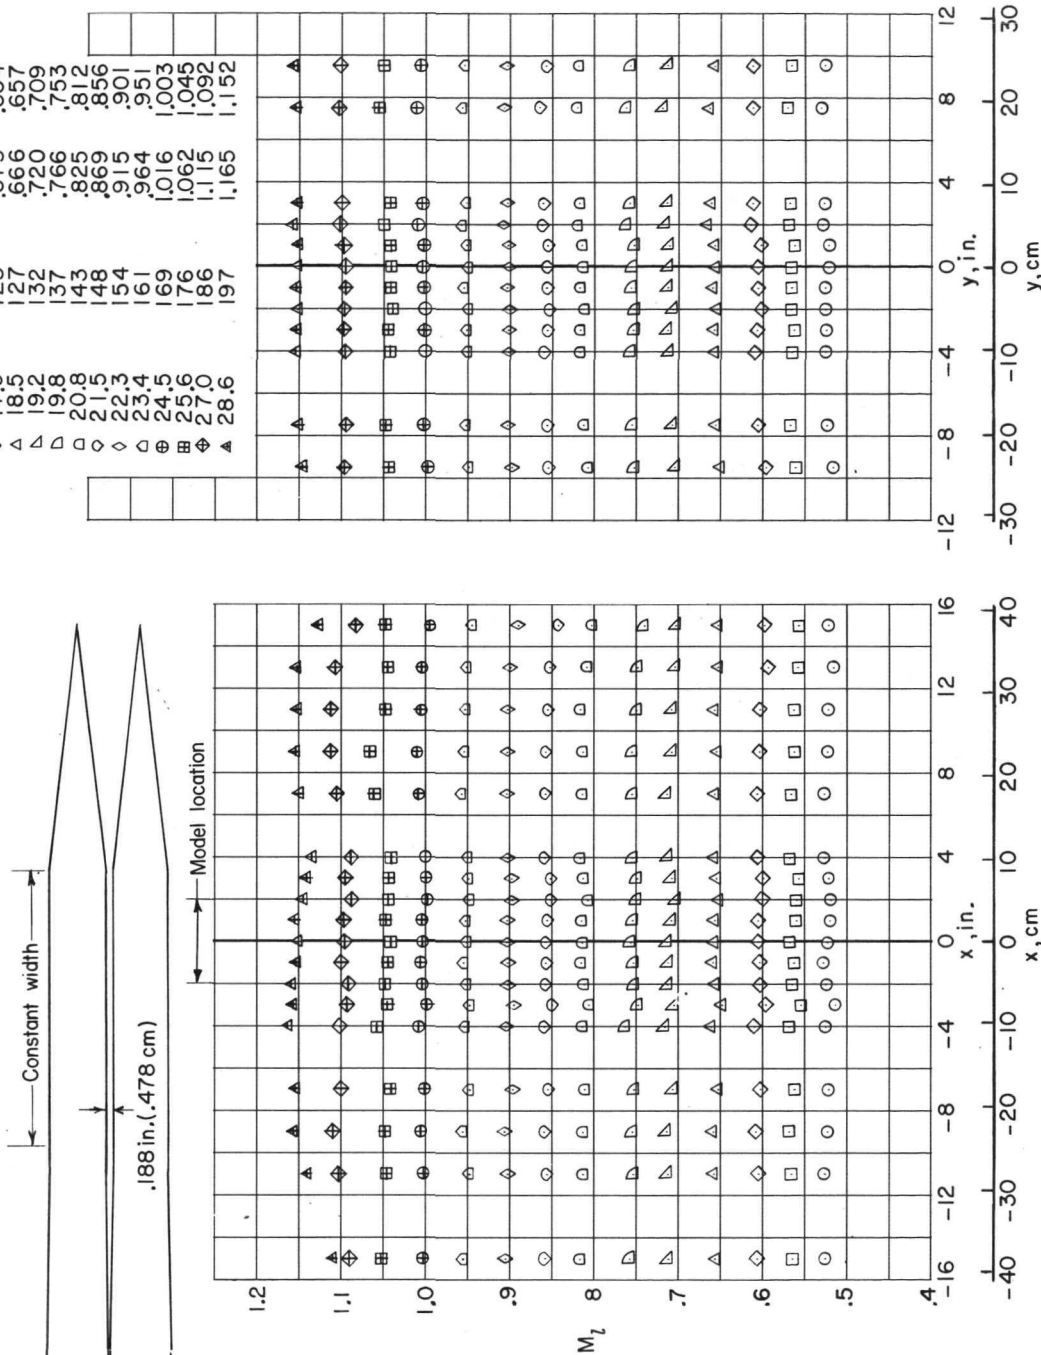 18.5 127 .666 .657
19.2 132 .720 .709
19.8 137 .766 .753
20.8 143 .825 .812
21.5 148 .869 .856
22.3 154 .915 .901
23.4 161 .964 .951
24.5 169 1.016 1.003
25.6 176 1.062 1.045
27.0 186 1.115 1.092
28.6 197 1.165 1.152
Constant width
.188 in.(.478 cm)
Model location
1.2
1.1
1.0
.9
.8
.7
.6
.5
.4
M_l
-16 -12 -8 -4 0 4 8 12 16
x, in.
-40 -30 -20 -10 0 10 20 30 40
x, cm
-12 -8 -4 0 4 8 12
y, in.
-30 -20 -10 0 10 20 30
y, cm